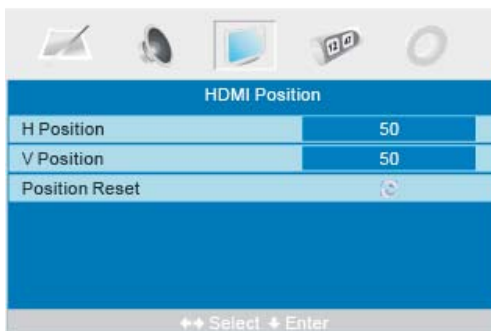 HDMI Position
H Position 50
V Position 50
Position Reset
Select Enter